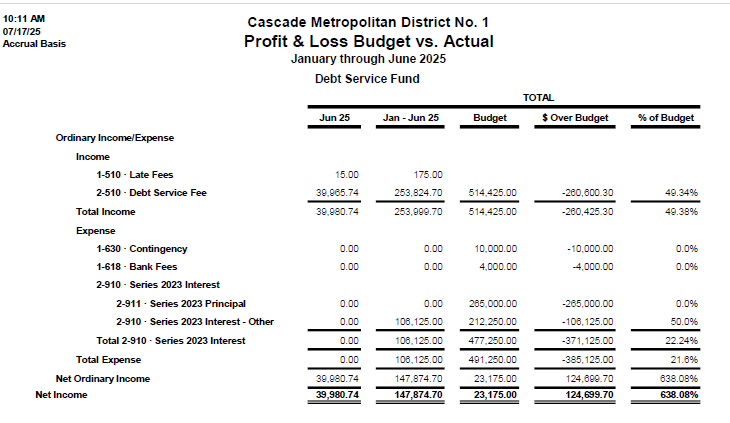 10:11 AM
07/17/25
Accrual Basis
Cascade Metropolitan District No. 1
Profit & Loss Budget vs. Actual
January through June 2025
Debt Service Fund
TOTAL
Jun 25 Jan - Jun 25 Budget $ Over Budget % of Budget
Ordinary Income/Expense
Income
1-510 · Late Fees 15.00 175.00
2-510 · Debt Service Fee 39,965.74 253,824.70 514,425.00 -260,600.30 49.34%
Total Income 39,980.74 253,999.70 514,425.00 -260,425.30 49.38%
Expense
1-630 · Contingency 0.00 0.00 10,000.00 -10,000.00 0.0%
1-618 · Bank Fees 0.00 0.00 4,000.00 -4,000.00 0.0%
2-910 · Series 2023 Interest
2-911 · Series 2023 Principal 0.00 0.00 265,000.00 -265,000.00 0.0%
2-910 · Series 2023 Interest - Other 0.00 106,125.00 212,250.00 -106,125.00 50.0%
Total 2-910 · Series 2023 Interest 0.00 106,125.00 477,250.00 -371,125.00 22.24%
Total Expense 0.00 106,125.00 491,250.00 -385,125.00 21.6%
Net Ordinary Income 39,980.74 147,874.70 23,175.00 124,699.70 638.08%
Net Income 39,980.74 147,874.70 23,175.00 124,699.70 638.08%